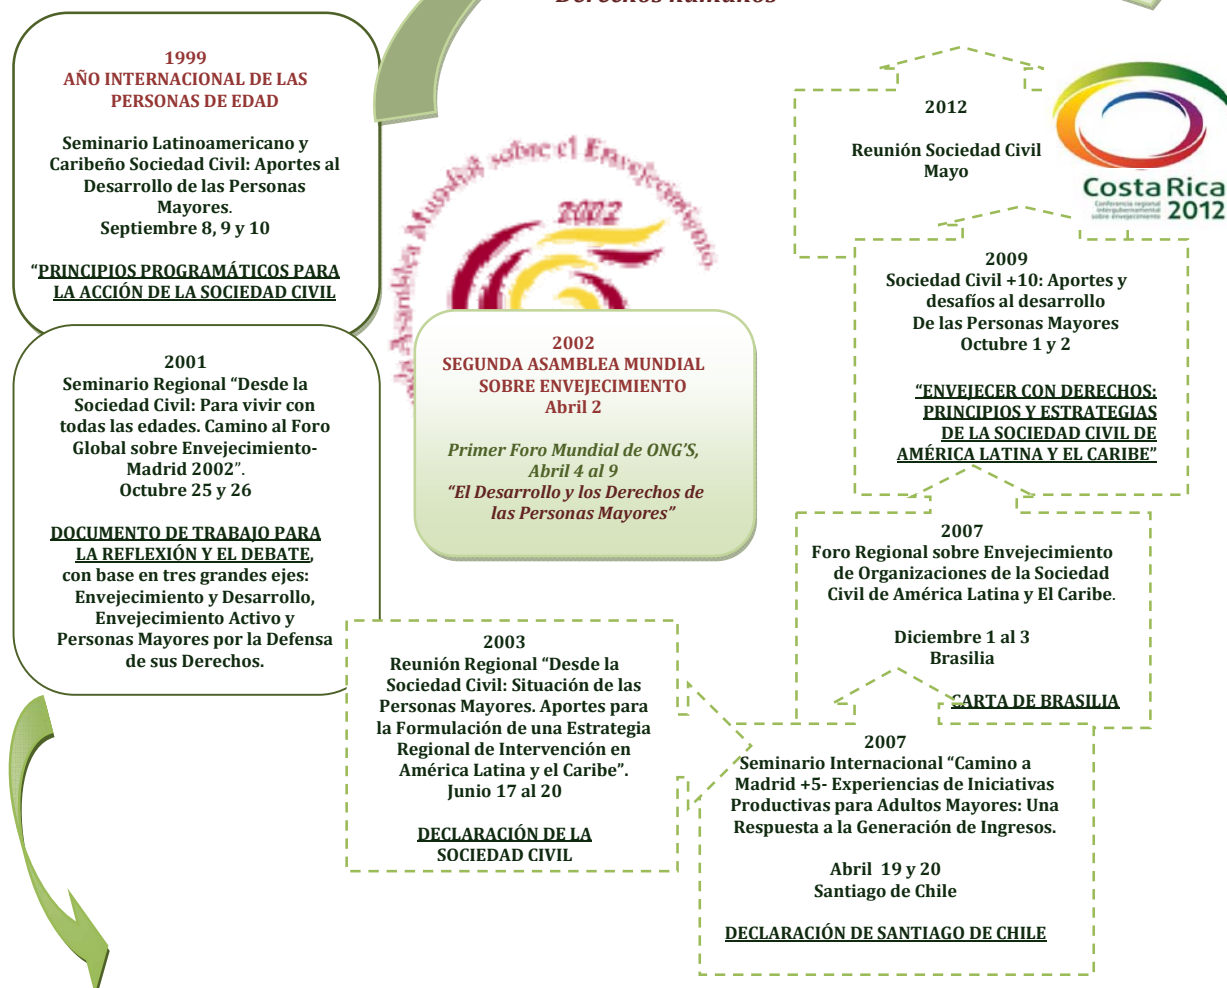 Derechos humanos
1999
AÑO INTERNACIONAL DE LAS
PERSONAS DE EDAD
Seminario Latinoamericano y
Caribeño Sociedad Civil: Aportes al
Desarrollo de las Personas
Mayores.
Septiembre 8, 9 y 10
“PRINCIPIOS PROGRAMÁTICOS PARA
LA ACCIÓN DE LA SOCIEDAD CIVIL
2001
Seminario Regional “Desde la
Sociedad Civil: Para vivir con
todas las edades. Camino al Foro
Global sobre Envejecimiento-
Madrid 2002”.
Octubre 25 y 26
DOCUMENTO DE TRABAJO PARA
LA REFLEXIÓN Y EL DEBATE,
con base en tres grandes ejes:
Envejecimiento y Desarrollo,
Envejecimiento Activo y
Personas Mayores por la Defensa
de sus Derechos.
Asamblea Mundial sobre el Envejecimiento
2002
2002
SEGUNDA ASAMBLEA MUNDIAL
SOBRE ENVEJECIMIENTO
Abril 2
Primer Foro Mundial de ONG’S,
Abril 4 al 9
“El Desarrollo y los Derechos de
las Personas Mayores”
2003
Reunión Regional “Desde la
Sociedad Civil: Situación de las
Personas Mayores. Aportes para
la Formulación de una Estrategia
Regional de Intervención en
América Latina y el Caribe”.
Junio 17 al 20
DECLARACIÓN DE LA
SOCIEDAD CIVIL
2007
Seminario Internacional “Camino a
Madrid +5- Experiencias de Iniciativas
Productivas para Adultos Mayores: Una
Respuesta a la Generación de Ingresos.
Abril 19 y 20
Santiago de Chile
DECLARACIÓN DE SANTIAGO DE CHILE
2007
Foro Regional sobre Envejecimiento
de Organizaciones de la Sociedad
Civil de América Latina y El Caribe.
Diciembre 1 al 3
Brasilia
CARTA DE BRASILIA
2009
Sociedad Civil +10: Aportes y
desafíos al desarrollo
De las Personas Mayores
Octubre 1 y 2
“ENVEJECER CON DERECHOS:
PRINCIPIOS Y ESTRATEGIAS
DE LA SOCIEDAD CIVIL DE
AMÉRICA LATINA Y EL CARIBE”
2012
Reunión Sociedad Civil
Mayo
Costa Rica
Conferencia regional
intergubernamental
sobre envejecimiento
2012